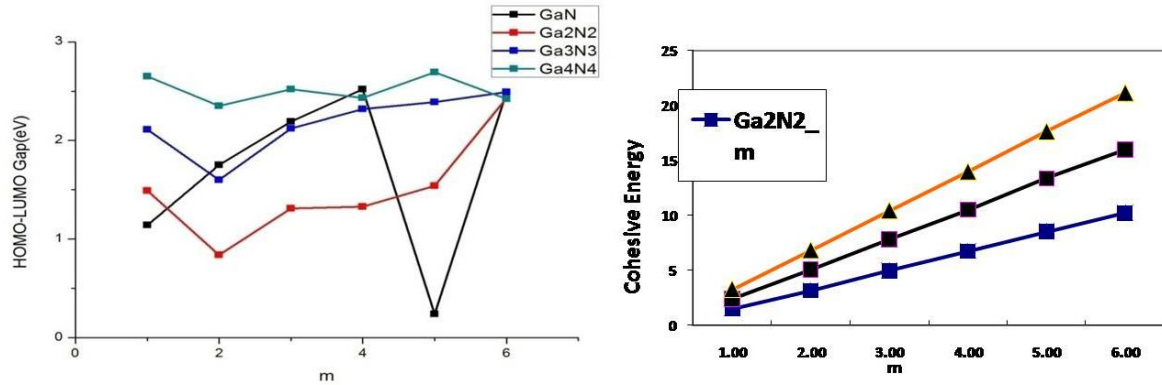 GaN
Ga2N2
Ga3N3
Ga4N4
3
2
1
0
HOMO-LUMO Gap(eV)
0
2
4
6
m
25
20
15
10
5
0
Cohesive Energy
Ga2N2_
m
1.00
2.00
3.00
4.00
5.00
6.00
m